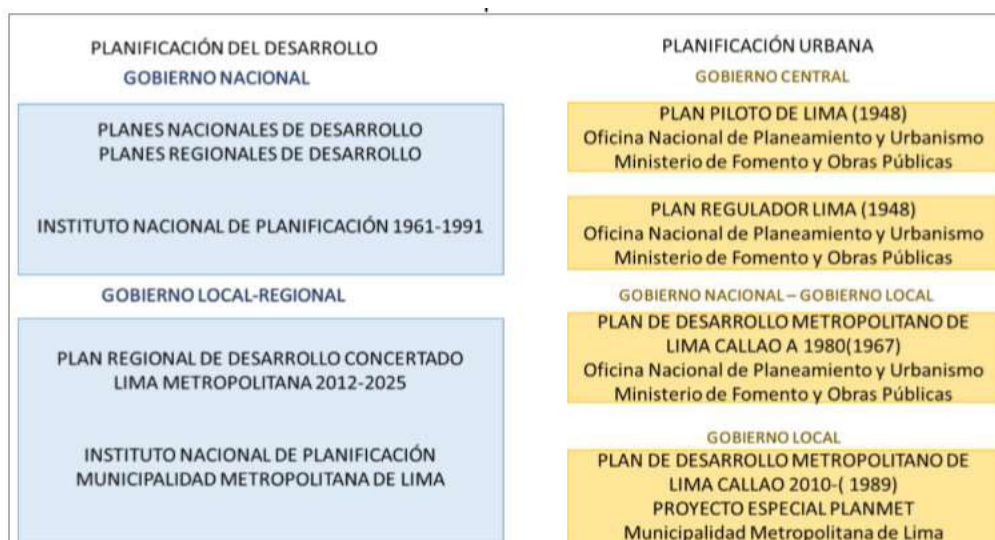 PLANIFICACIÓN DEL DESARROLLO
GOBIERNO NACIONAL
PLANES NACIONALES DE DESARROLLO
PLANES REGIONALES DE DESARROLLO
INSTITUTO NACIONAL DE PLANIFICACIÓN 1961-1991
GOBIERNO LOCAL-REGIONAL
PLAN REGIONAL DE DESARROLLO CONCERTADO
LIMA METROPOLITANA 2012-2025
INSTITUTO NACIONAL DE PLANIFICACIÓN
MUNICIPALIDAD METROPOLITANA DE LIMA
PLANIFICACIÓN URBANA
GOBIERNO CENTRAL
PLAN PILOTO DE LIMA (1948)
Oficina Nacional de Planeamiento y Urbanismo
Ministerio de Fomento y Obras Públicas
PLAN REGULADOR LIMA (1948)
Oficina Nacional de Planeamiento y Urbanismo
Ministerio de Fomento y Obras Públicas
GOBIERNO NACIONAL – GOBIERNO LOCAL
PLAN DE DESARROLLO METROPOLITANO DE
LIMA CALLAO A 1980(1967)
Oficina Nacional de Planeamiento y Urbanismo
Ministerio de Fomento y Obras Públicas
GOBIERNO LOCAL
PLAN DE DESARROLLO METROPOLITANO DE
LIMA CALLAO 2010-( 1989)
PROYECTO ESPECIAL PLANMET
Municipalidad Metropolitana de Lima